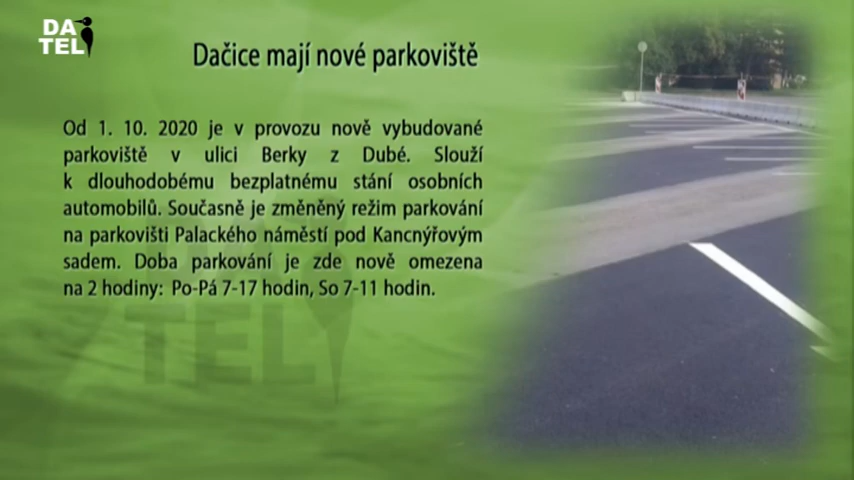 DA
TEL
Dačice mají nové parkoviště
Od 1. 10. 2020 je v provozu nově vybudované
parkoviště v ulici Berky z Dubé. Slouží
k dlouhodobému bezplatnému stání osobních
automobilů. Současně je změněný režim parkování
na parkovišti Palackého náměstí pod Kancnýřovým
sadem. Doba parkování je zde nově omezena
na 2 hodiny: Po-Pá 7-17 hodin, So 7-11 hodin.
TEL